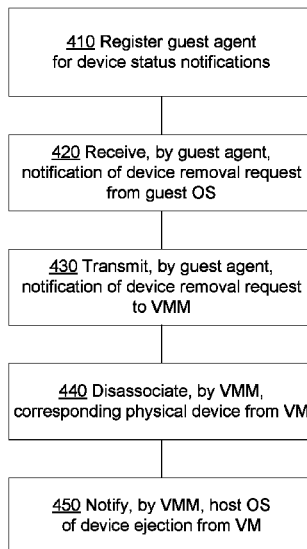 410 Register guest agent
for device status notifications
420 Receive, by guest agent,
notification of device removal request
from guest OS
430 Transmit, by guest agent,
notification of device removal request
to VMM
440 Disassociate, by VMM,
corresponding physical device from VM
450 Notify, by VMM, host OS
of device ejection from VM